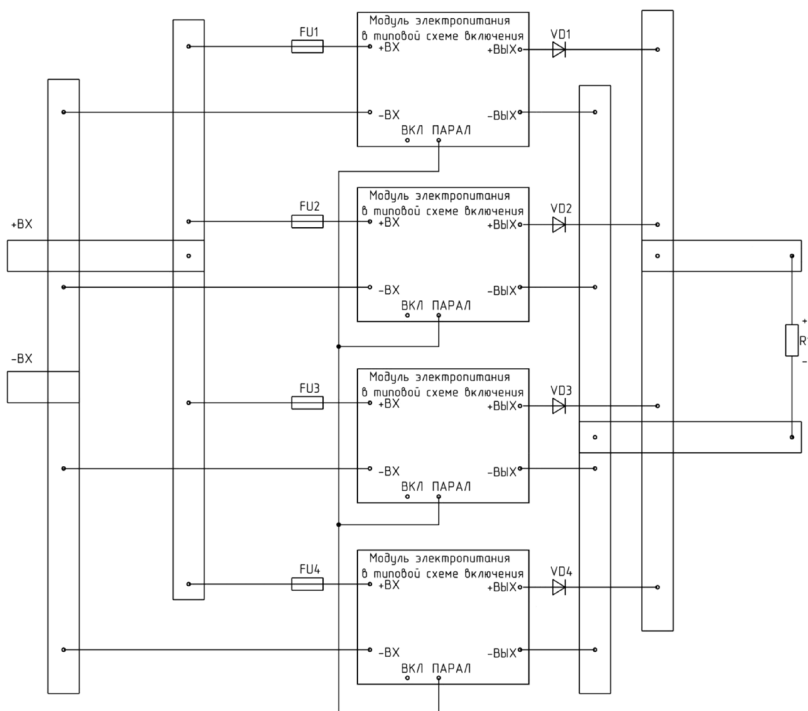 Модуль электропитания
в типовой схеме включения
FU1
+ВХ
+ВЫХ
VD1
-ВХ
-ВЫХ
ВКЛ ПАРАЛ
Модуль электропитания
в типовой схеме включения
FU2
+ВХ
+ВЫХ
VD2
+ВХ
-ВХ
-ВЫХ
ВКЛ ПАРАЛ
+
R
-
-ВХ
Модуль электропитания
в типовой схеме включения
FU3
+ВХ
+ВЫХ
VD3
-ВХ
-ВЫХ
ВКЛ ПАРАЛ
Модуль электропитания
в типовой схеме включения
FU4
+ВХ
+ВЫХ
VD4
-ВХ
-ВЫХ
ВКЛ ПАРАЛ